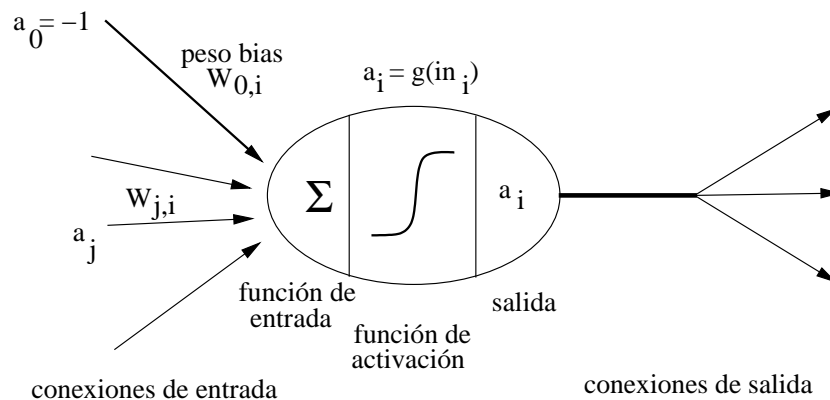 a0 = −1
peso bias
W0,i
ai = g(ini)
Wj,i
aj
Σ
ai
función de
entrada
función de
activación
salida
conexiones de entrada
conexiones de salida